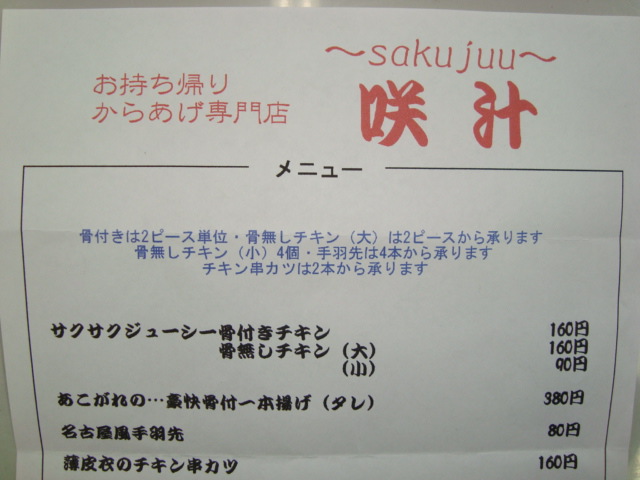 ～sakujuu～
お持ち帰り
からあげ専門店
咲汁
メニュー
骨付きは2ピース単位・骨無しチキン（大）は2ピースから承ります
骨無しチキン（小）4個・手羽先は4本から承ります
チキン串カツは2本から承ります
サクサクジューシー骨付きチキン 160円
骨無しチキン（大） 160円
（小） 90円
あこがれの…豪快骨付一本揚げ（タレ） 380円
名古屋風手羽先 80円
薄皮衣のチキン串カツ 160円